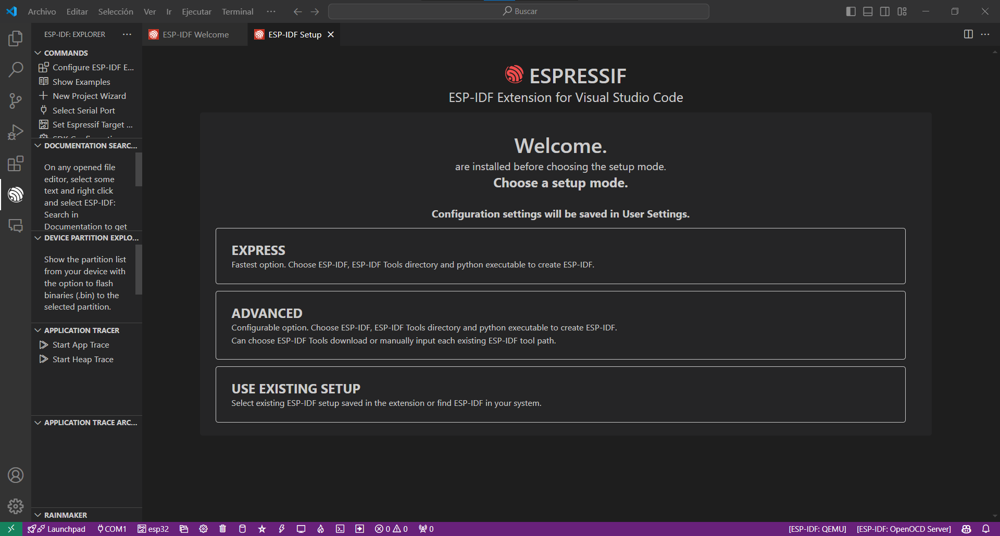 Archivo Editar Selección Ver Ir Ejecutar Terminal ··· Buscar
ESP-IDF: EXPLORER ···
ESP-IDF Welcome
ESP-IDF Setup
COMMANDS
Configure ESP-IDF E...
Show Examples
New Project Wizard
Select Serial Port
Set Espressif Target ...
SDK Configurati
DOCUMENTATION SEARC...
On any opened file
editor, select some
text and right click
and select ESP-IDF:
Search in
Documentation to get
DEVICE PARTITION EXPLO...
Show the partition list
from your device with
the option to flash
binaries (.bin) to the
selected partition.
APPLICATION TRACER
Start App Trace
Start Heap Trace
APPLICATION TRACE ARC...
RAINMAKER
ESPRESSIF
ESP-IDF Extension for Visual Studio Code
Welcome.
are installed before choosing the setup mode.
Choose a setup mode.
Configuration settings will be saved in User Settings.
EXPRESS
Fastest option. Choose ESP-IDF, ESP-IDF Tools directory and python executable to create ESP-IDF.
ADVANCED
Configurable option. Choose ESP-IDF, ESP-IDF Tools directory and python executable to create ESP-IDF.
Can choose ESP-IDF Tools download or manually input each existing ESP-IDF tool path.
USE EXISTING SETUP
Select existing ESP-IDF setup saved in the extension or find ESP-IDF in your system.
Launchpad COM1 esp32 0 0 0 [ESP-IDF: QEMU] [ESP-IDF: OpenOCD Server]